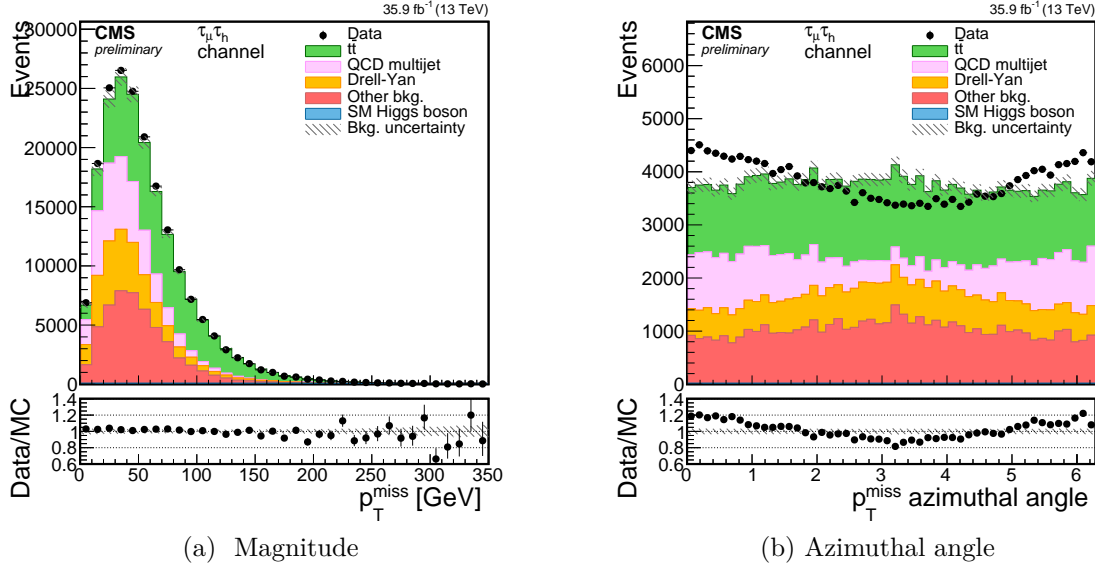 35.9 fb⁻¹ (13 TeV)
CMS
preliminary
τμτh
channel
Data
tt̄
QCD multijet
Drell-Yan
Other bkg.
SM Higgs boson
Bkg. uncertainty
Events
30000
25000
20000
15000
10000
5000
0
Data/MC
1.4
1.2
1
0.8
0.6
0 50 100 150 200 250 300 350
p_T^miss [GeV]
(a) Magnitude
35.9 fb⁻¹ (13 TeV)
CMS
preliminary
τμτh
channel
Data
tt̄
QCD multijet
Drell-Yan
Other bkg.
SM Higgs boson
Bkg. uncertainty
Events
6000
5000
4000
3000
2000
1000
0
Data/MC
1.4
1.2
1
0.8
0.6
0 1 2 3 4 5 6
p_T^miss azimuthal angle
(b) Azimuthal angle